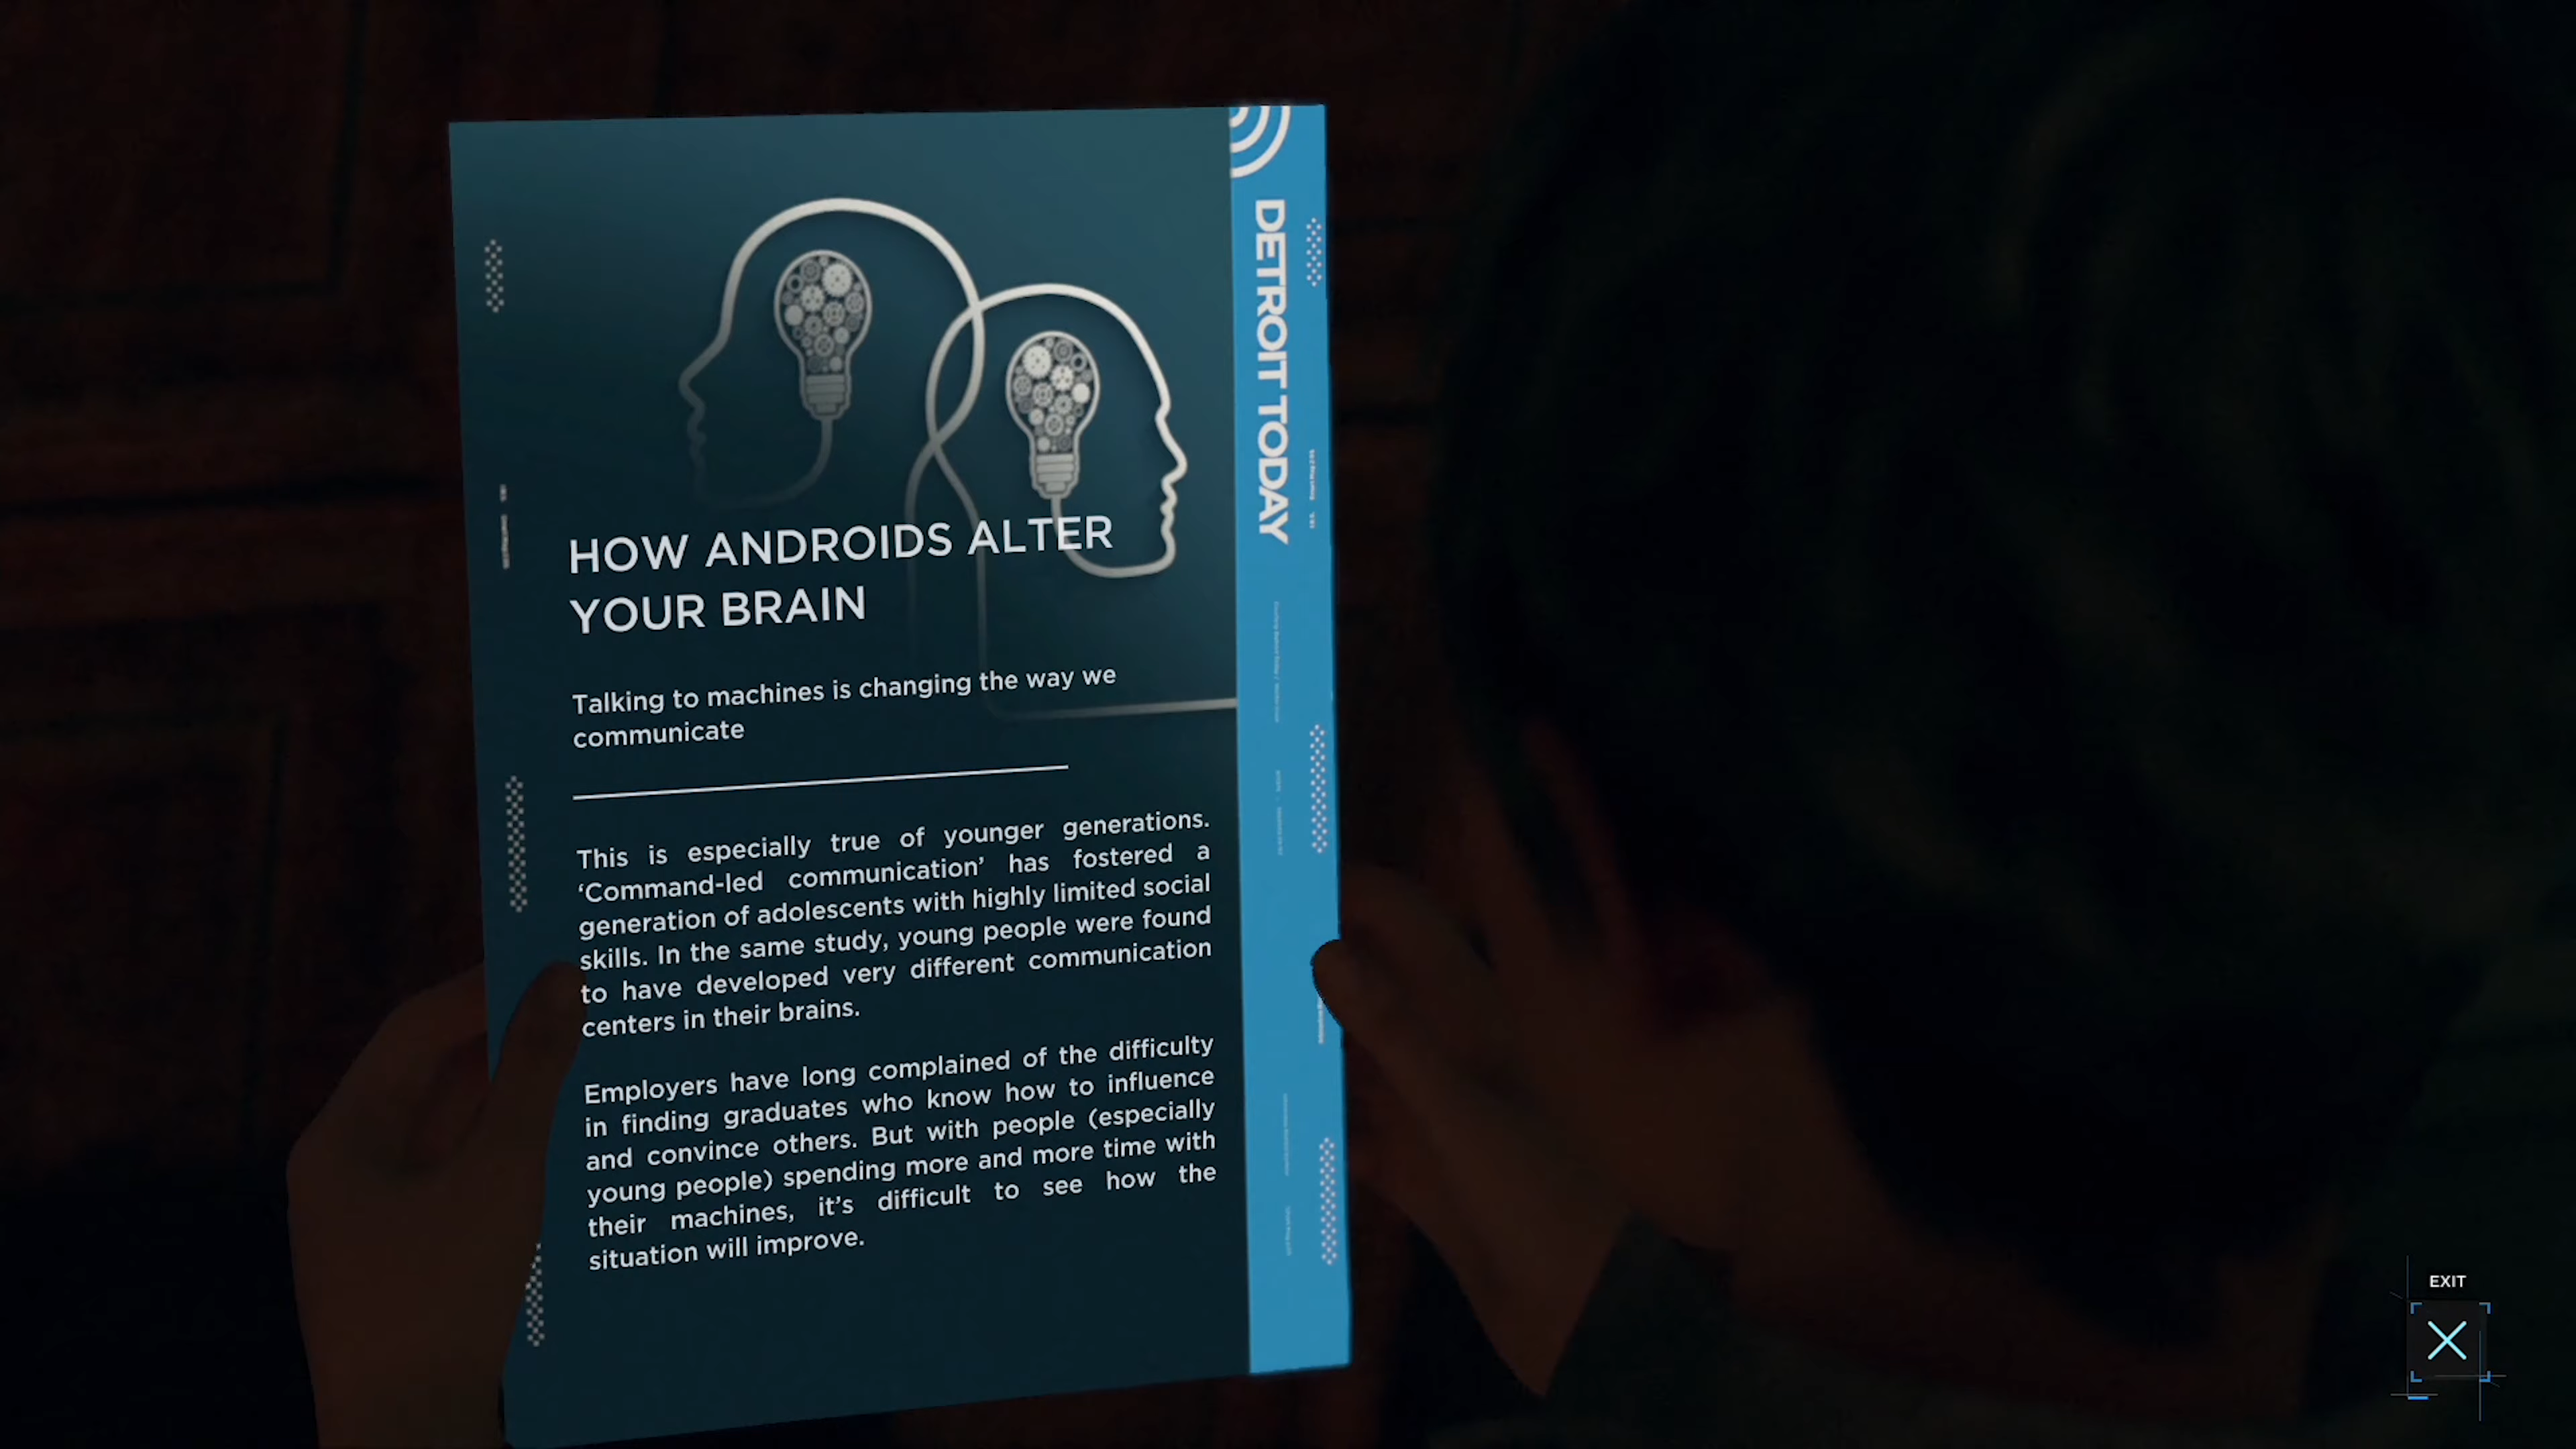 HOW ANDROIDS ALTER
YOUR BRAIN
Talking to machines is changing the way we
communicate
This is especially true of younger generations.
‘Command-led communication’ has fostered a
generation of adolescents with highly limited social
skills. In the same study, young people were found
to have developed very different communication
centers in their brains.
Employers have long complained of the difficulty
in finding graduates who know how to influence
and convince others. But with people (especially
young people) spending more and more time with
their machines, it’s difficult to see how the
situation will improve.
DETROIT TODAY
EXIT